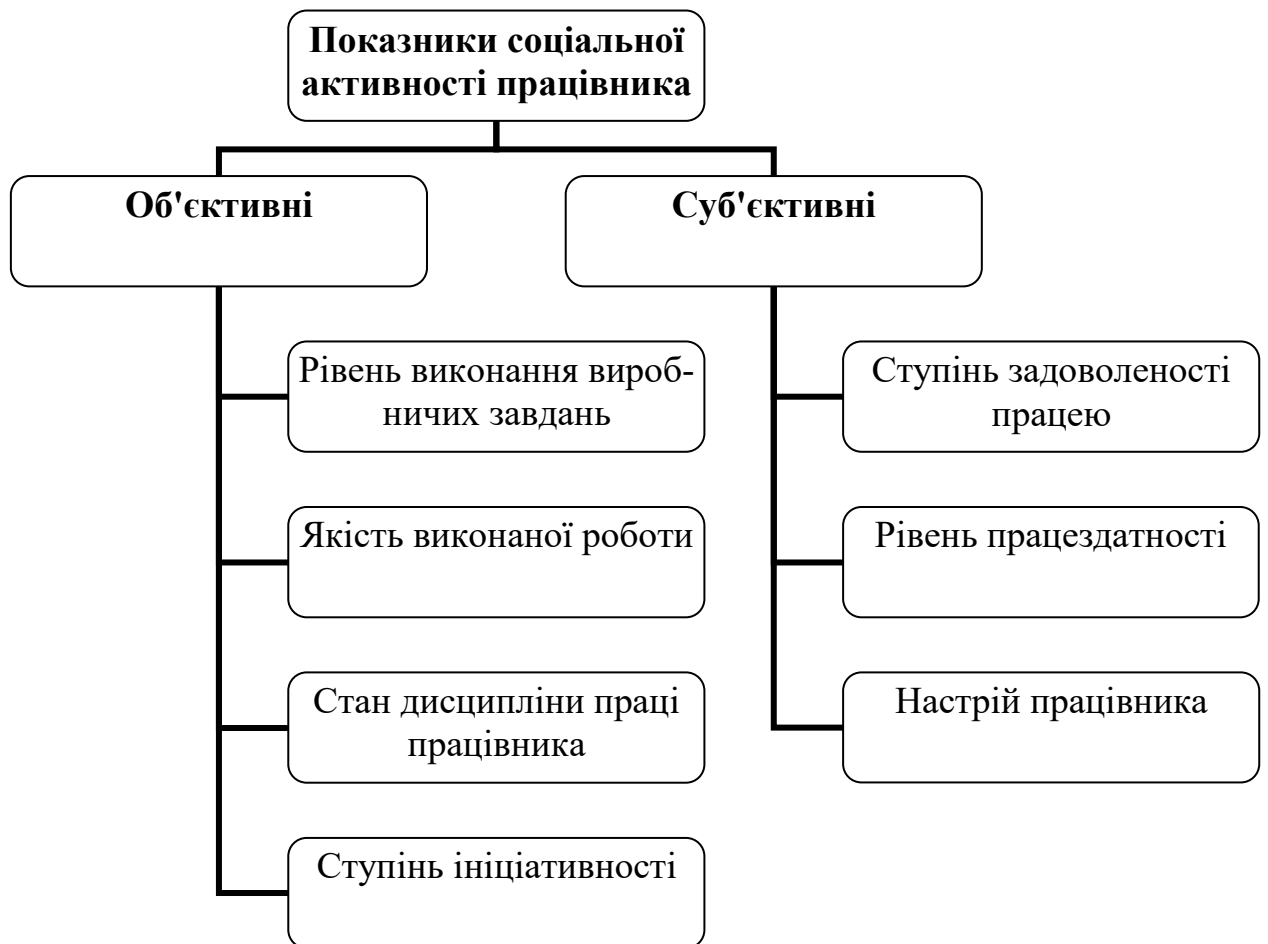 Показники соціальної
активності працівника
Об'єктивні
Суб'єктивні
Рівень виконання вироб-
ничих завдань
Якість виконаної роботи
Стан дисципліни праці
працівника
Ступінь ініціативності
Ступінь задоволеності
працею
Рівень працездатності
Настрій працівника